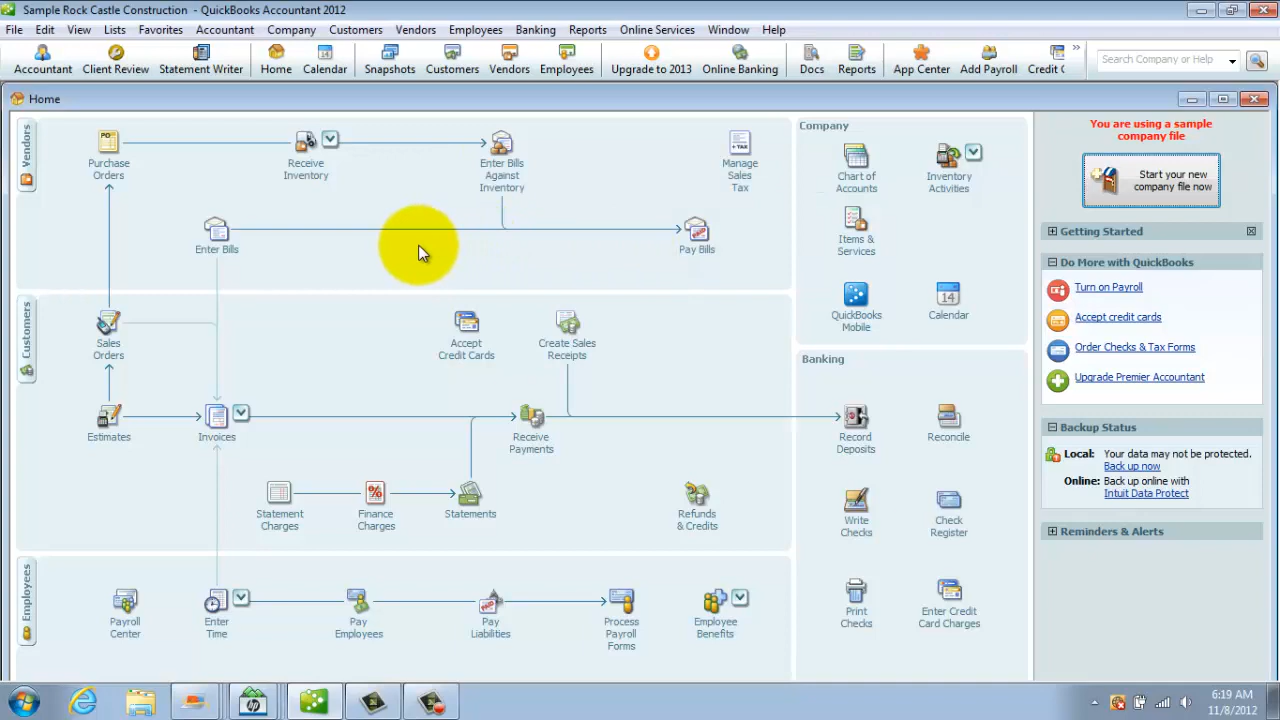 Sample Rock Castle Construction - QuickBooks Accountant 2012
File Edit View Lists Favorites Accountant Company Customers Vendors Employees Banking Reports Online Services Window Help
Accountant Client Review Statement Writer Home Calendar Snapshots Customers Vendors Employees Upgrade to 2013 Online Banking Docs Reports App Center Add Payroll Credit C
Search Company or Help
Home
Vendors
PO
Purchase
Orders
Receive
Inventory
Enter Bills
Against
Inventory
+ TAX
Manage
Sales
Tax
Enter Bills
Pay Bills
Customers
Sales
Orders
Accept
Credit Cards
Create Sales
Receipts
Estimates
Invoices
Receive
Payments
Statement
Charges
%
Finance
Charges
Statements
Refunds
& Credits
Employees
Payroll
Center
Enter
Time
Pay
Employees
Pay
Liabilities
Process
Payroll
Forms
Employee
Benefits
Company
Chart of
Accounts
Inventory
Activities
Items &
Services
QuickBooks
Mobile
14
Calendar
Banking
Record
Deposits
Reconcile
Write
Checks
Check
Register
Print
Checks
Enter Credit
Card Charges
You are using a sample
company file
Start your new
company file now
Getting Started
Do More with QuickBooks
Turn on Payroll
Accept credit cards
Order Checks & Tax Forms
Upgrade Premier Accountant
Backup Status
Local: Your data may not be protected.
Back up now
Online: Back up online with
Intuit Data Protect
Reminders & Alerts
hp
6:19 AM
11/8/2012